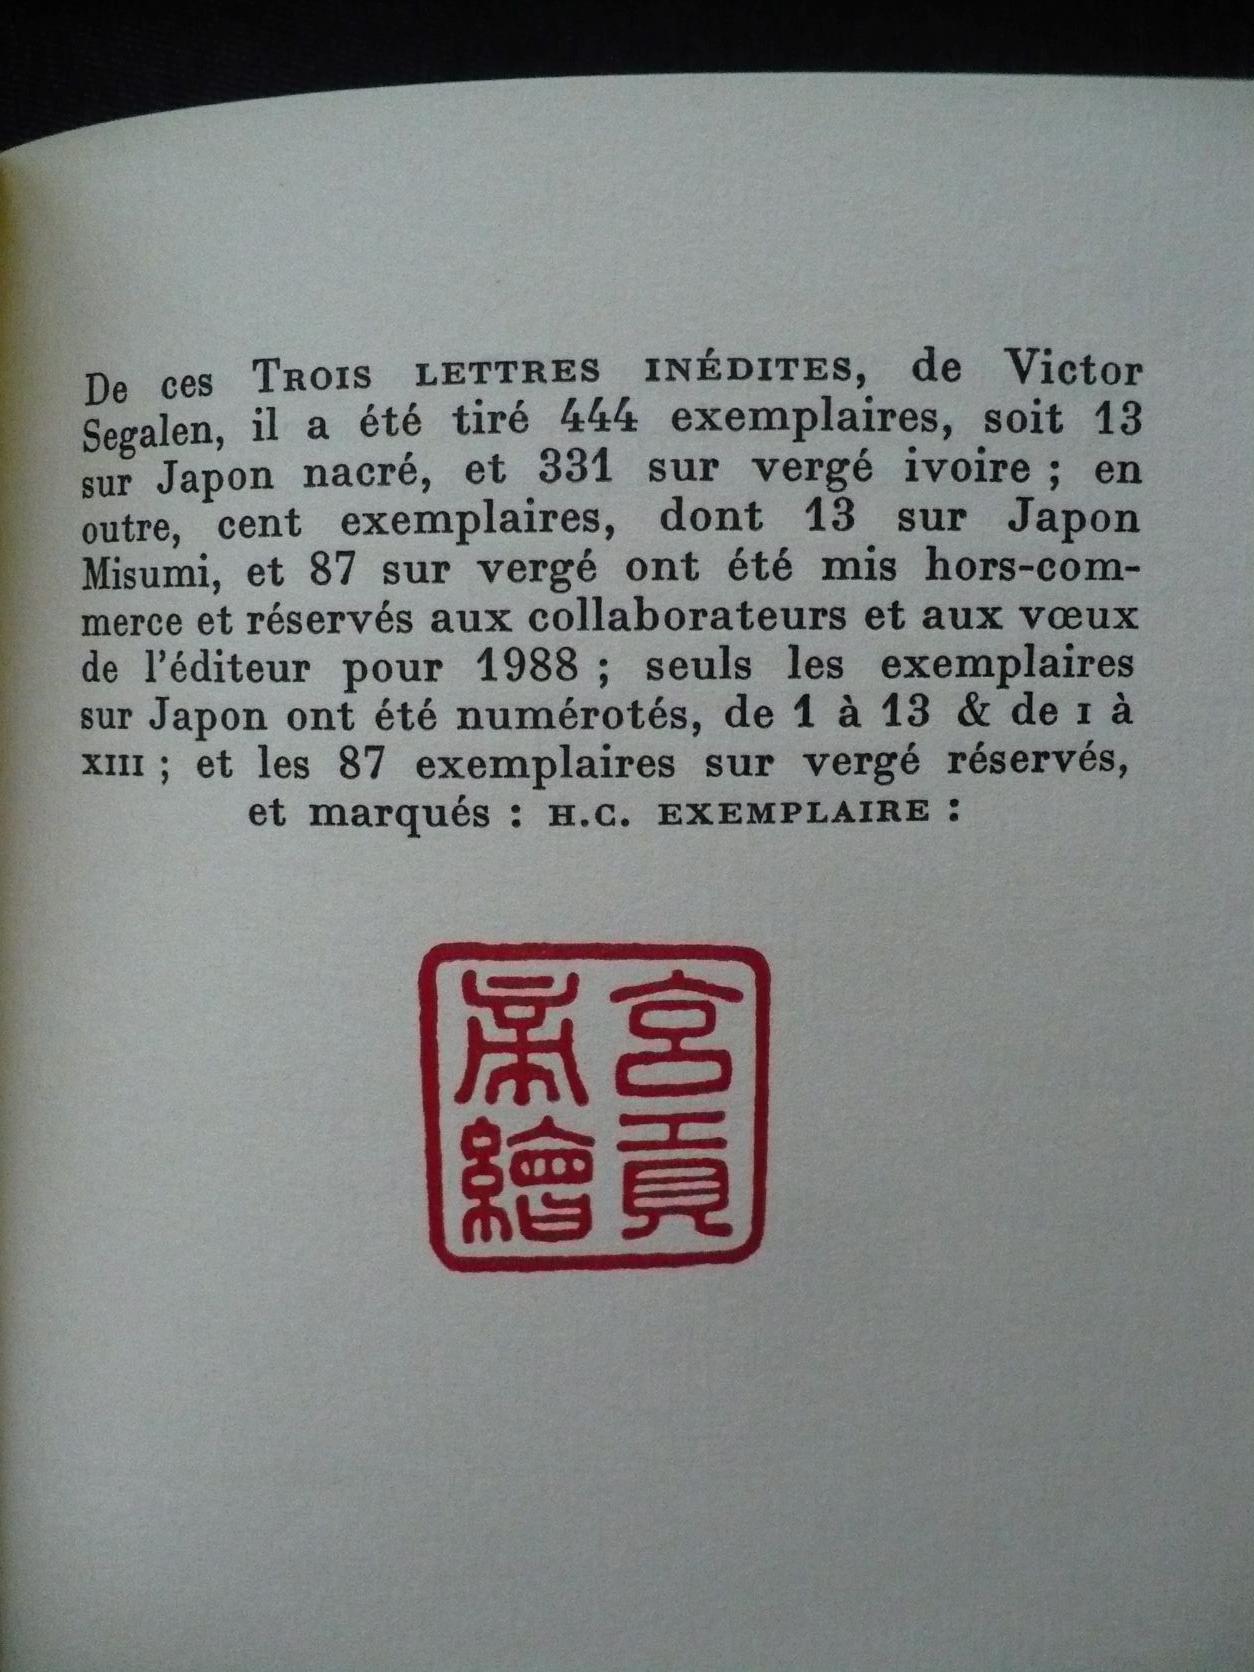 De ces TROIS LETTRES INÉDITES, de Victor
Segalen, il a été tiré 444 exemplaires, soit 13
sur Japon nacré, et 331 sur vergé ivoire ; en
outre, cent exemplaires, dont 13 sur Japon
Misumi, et 87 sur vergé ont été mis hors-com-
merce et réservés aux collaborateurs et aux vœux
de l'éditeur pour 1988 ; seuls les exemplaires
sur Japon ont été numérotés, de 1 à 13 & de I à
XIII ; et les 87 exemplaires sur vergé réservés,
et marqués : H.C. EXEMPLAIRE :
宮貢
帝繪